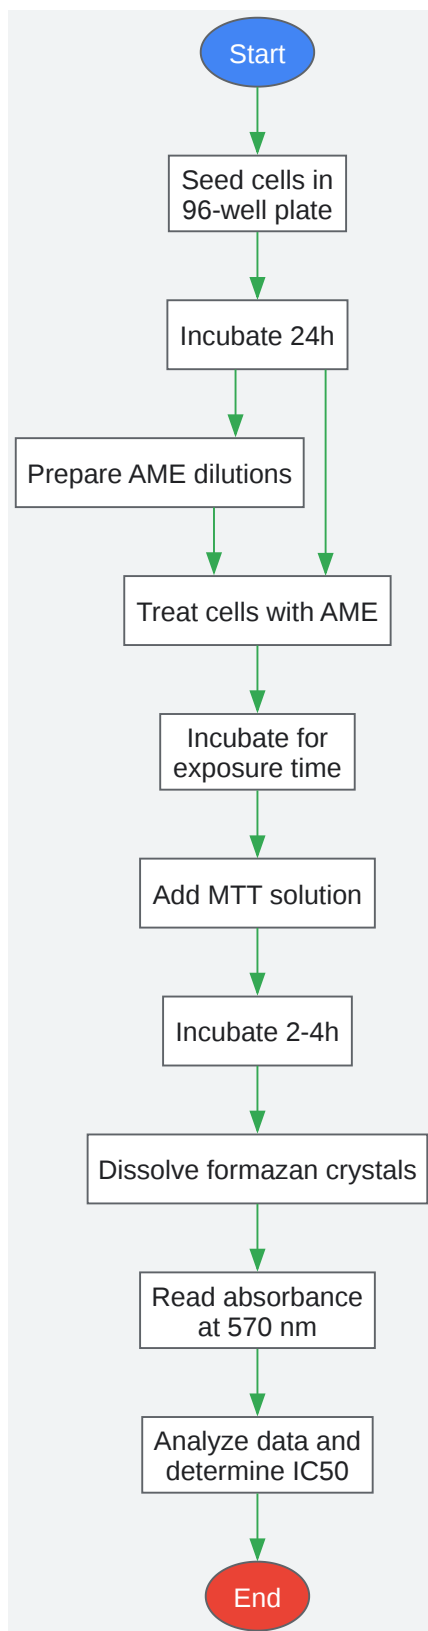 Start
Seed cells in
96-well plate
Incubate 24h
Prepare AME dilutions
Treat cells with AME
Incubate for
exposure time
Add MTT solution
Incubate 2-4h
Dissolve formazan crystals
Read absorbance
at 570 nm
Analyze data and
determine IC50
End